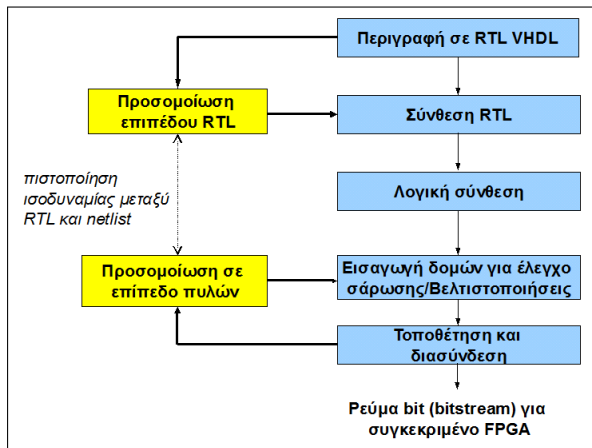 Περιγραφή σε RTL VHDL
Προσομοίωση
επιπέδου RTL
Σύνθεση RTL
πιστοποίηση
ισοδυναμίας μεταξύ
RTL και netlist
Λογική σύνθεση
Προσομοίωση σε
επίπεδο πυλών
Εισαγωγή δομών για έλεγχο
σάρωσης/Βελτιστοποιήσεις
Τοποθέτηση και
διασύνδεση
Ρεύμα bit (bitstream) για
συγκεκριμένο FPGA